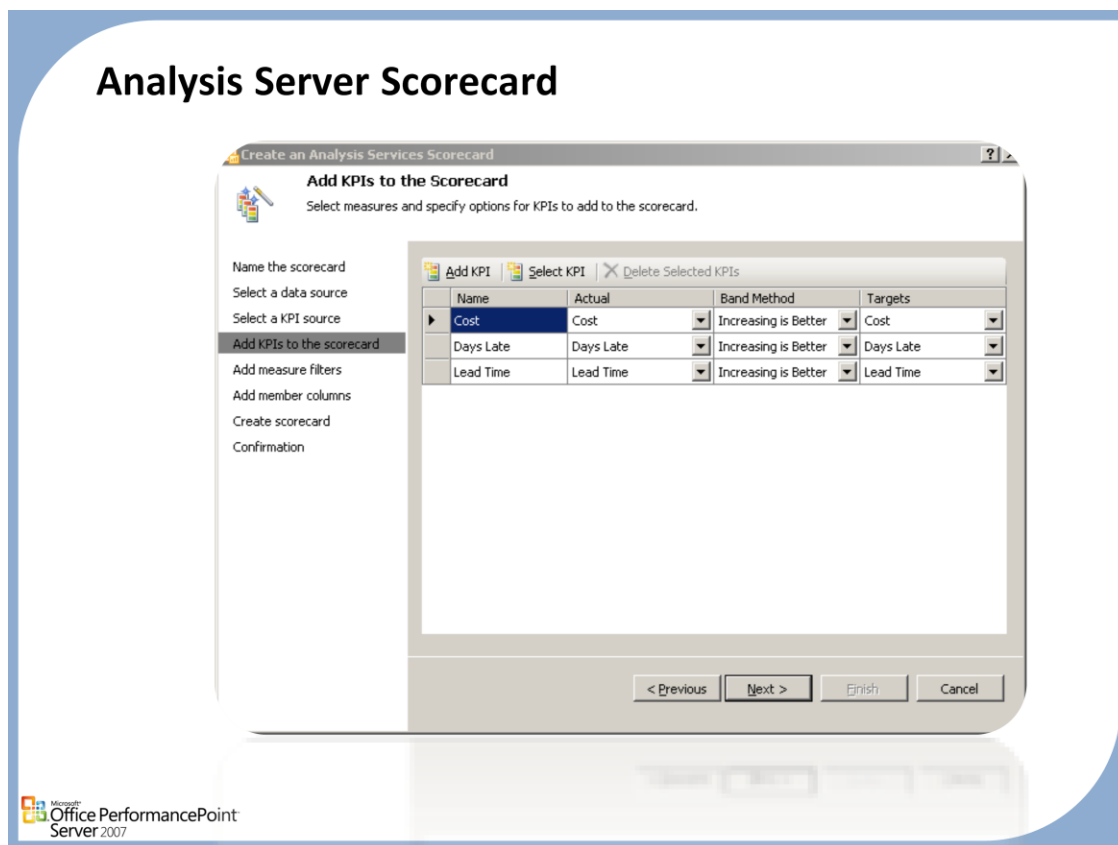 Analysis Server Scorecard
Create an Analysis Services Scorecard
Add KPIs to the Scorecard
Select measures and specify options for KPIs to add to the scorecard.
Name the scorecard
Select a data source
Select a KPI source
Add KPIs to the scorecard
Add measure filters
Add member columns
Create scorecard
Confirmation
Add KPI Select KPI Delete Selected KPIs
Name Actual Band Method Targets
Cost Cost Increasing is Better Cost
Days Late Days Late Increasing is Better Days Late
Lead Time Lead Time Increasing is Better Lead Time
< Previous Next > Finish Cancel
Microsoft
Office PerformancePoint
Server 2007